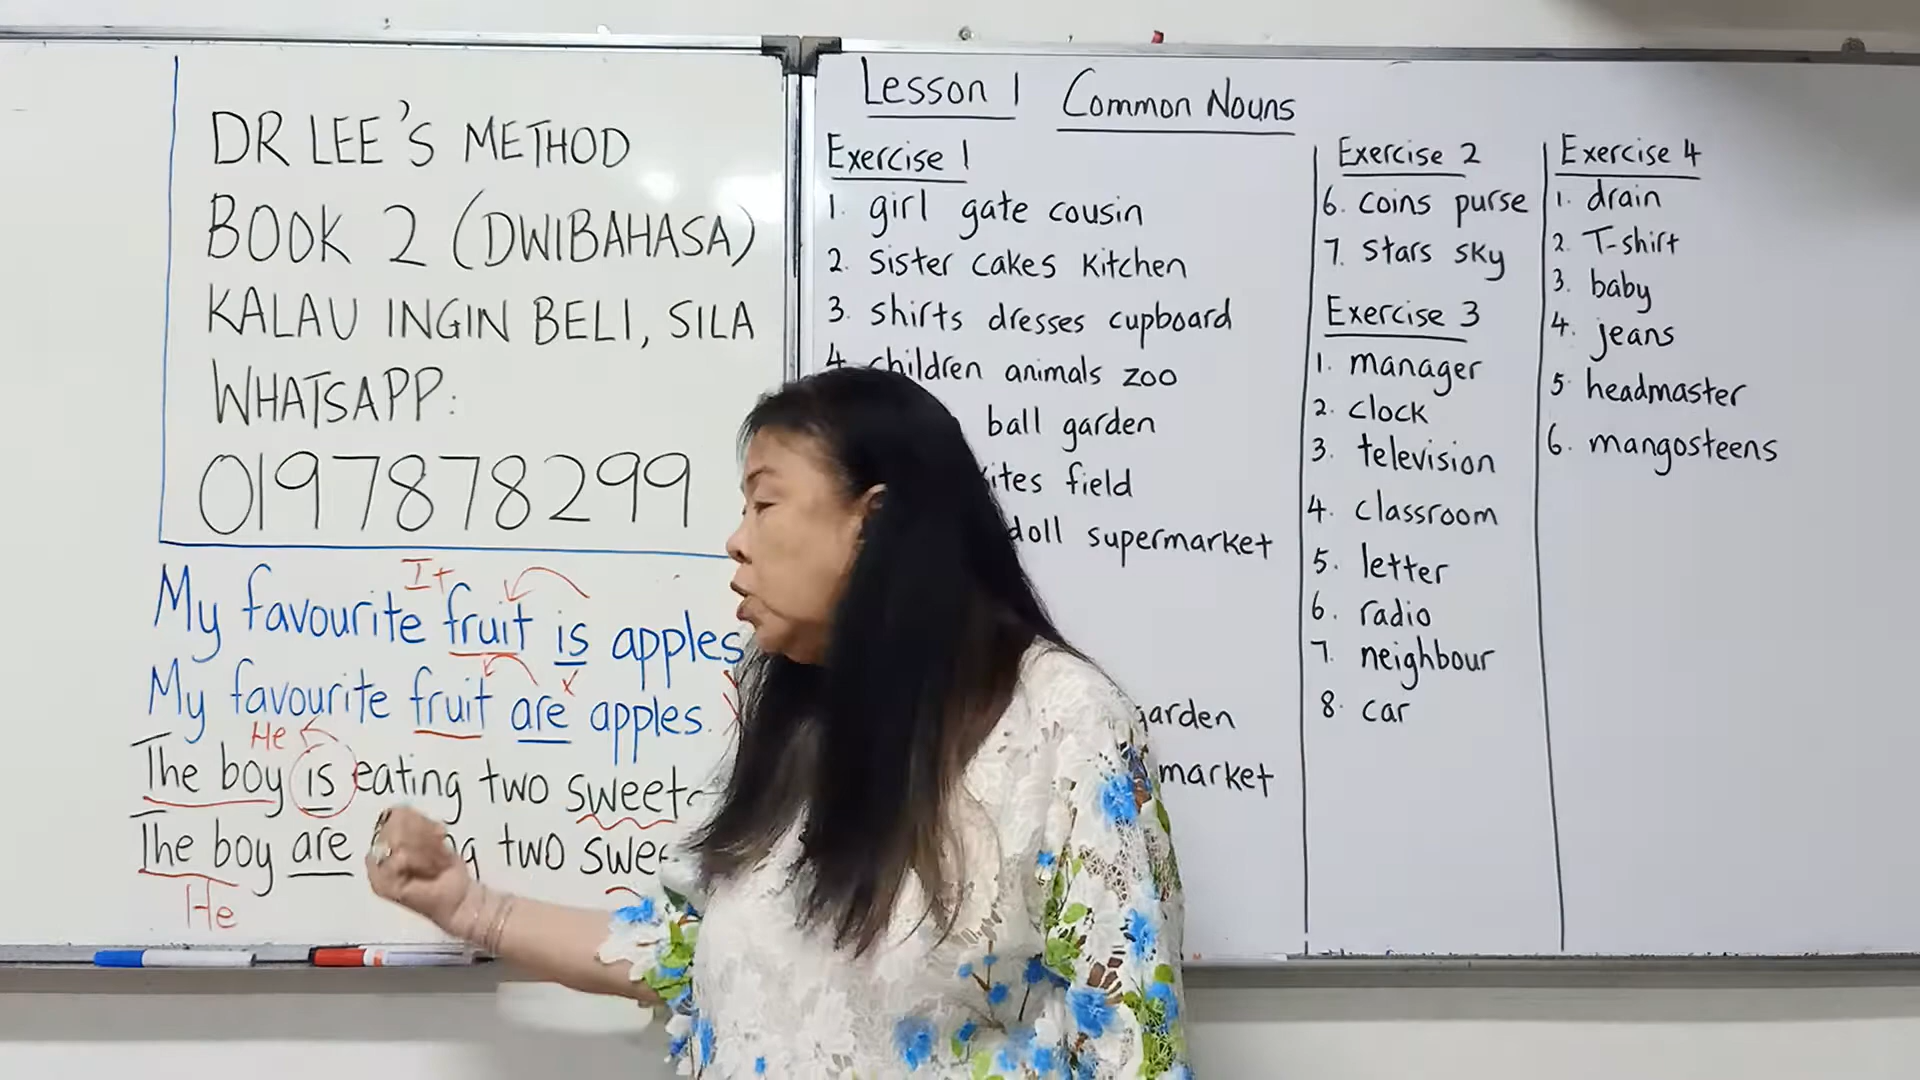 DR LEE'S METHOD
BOOK 2 (DWIBAHASA)
KALAU INGIN BELI, SILA
WHATSAPP:
0197878299
It
My favourite fruit is apples
My favourite fruit are apples.
He
The boy is eating two sweet
The boy are two
He
Lesson 1 Common Nouns
Exercise 1
1. girl gate cousin
2. sister cakes kitchen
3. shirts dresses cupboard
4. children animals zoo
ball garden
field
doll supermarket
garden
market
Exercise 2
6. coins purse
7. stars sky
Exercise 3
1. manager
2. clock
3. television
4. classroom
5. letter
6. radio
7. neighbour
8. car
Exercise 4
1. drain
2. T-shirt
3. baby
4. jeans
5. headmaster
6. mangosteens